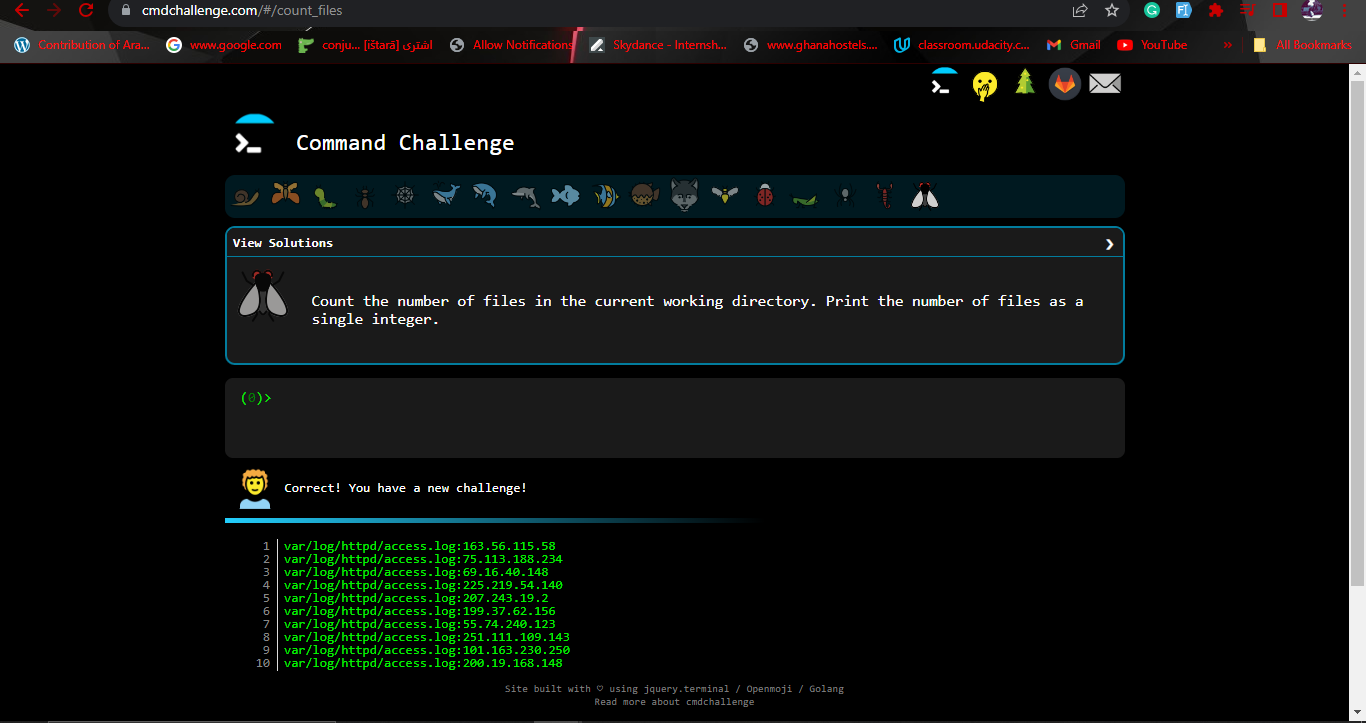 cmdchallenge.com/#/count_files
Contribution of Ara...
www.google.com
conju... [ištarā] اشترى
Allow Notifications
Skydance - Internsh...
www.ghanahostels....
classroom.udacity.c...
Gmail
YouTube
»
All Bookmarks
Command Challenge
View Solutions
Count the number of files in the current working directory. Print the number of files as a
single integer.
(0)>
Correct! You have a new challenge!
1 var/log/httpd/access.log:163.56.115.58
2 var/log/httpd/access.log:75.113.188.234
3 var/log/httpd/access.log:69.16.40.148
4 var/log/httpd/access.log:225.219.54.140
5 var/log/httpd/access.log:207.243.19.2
6 var/log/httpd/access.log:199.37.62.156
7 var/log/httpd/access.log:55.74.240.123
8 var/log/httpd/access.log:251.111.109.143
9 var/log/httpd/access.log:101.163.230.250
10 var/log/httpd/access.log:200.19.168.148
Site built with ♡ using jquery.terminal / Openmoji / Golang
Read more about cmdchallenge